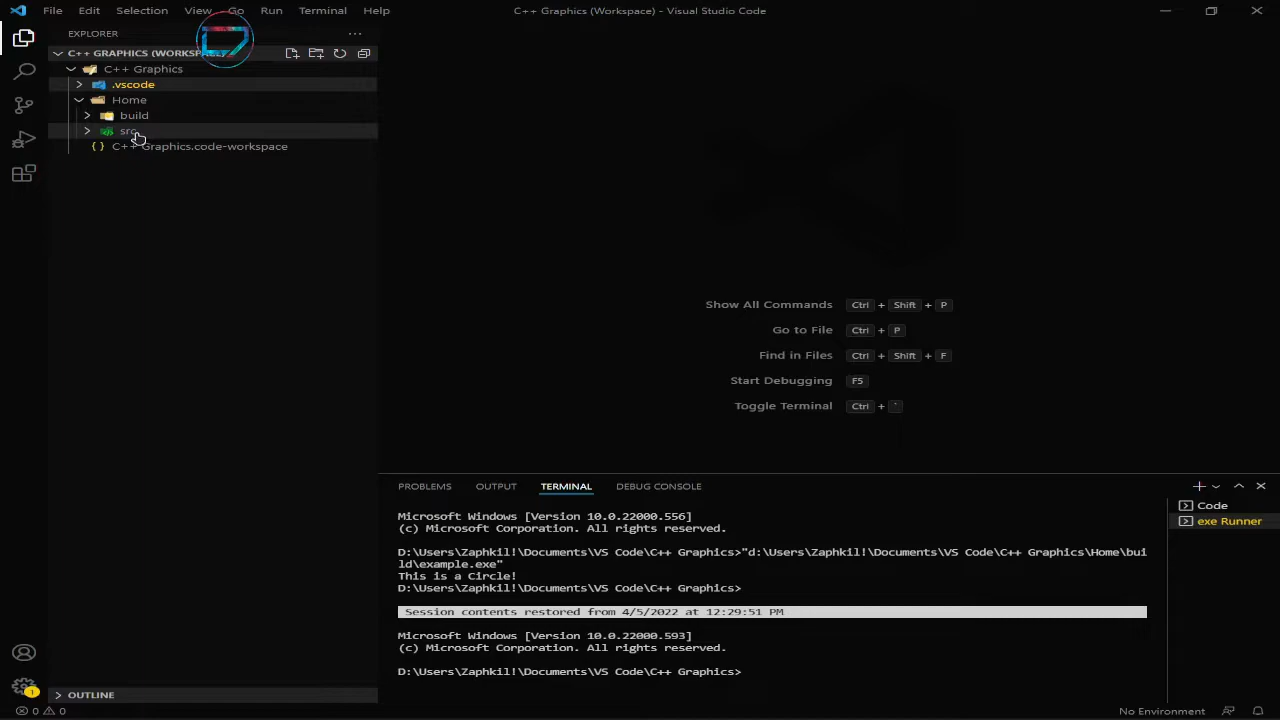 File Edit Selection View Go Run Terminal Help
C++ Graphics (Workspace) - Visual Studio Code
EXPLORER
C++ GRAPHICS (WORKSPACE)
C++ Graphics
.vscode
Home
build
src
{ } C++ Graphics.code-workspace
OUTLINE
Show All Commands Ctrl + Shift + P
Go to File Ctrl + P
Find in Files Ctrl + Shift + F
Start Debugging F5
Toggle Terminal Ctrl + `
PROBLEMS OUTPUT TERMINAL DEBUG CONSOLE
Microsoft Windows [Version 10.0.22000.556]
(c) Microsoft Corporation. All rights reserved.
D:\Users\Zaphkil!\Documents\VS Code\C++ Graphics>"d:\Users\Zaphkil!\Documents\VS Code\C++ Graphics\Home\bui
ld\example.exe"
This is a Circle!
D:\Users\Zaphkil!\Documents\VS Code\C++ Graphics>
Session contents restored from 4/5/2022 at 12:29:51 PM
Microsoft Windows [Version 10.0.22000.593]
(c) Microsoft Corporation. All rights reserved.
D:\Users\Zaphkil!\Documents\VS Code\C++ Graphics>
Code
exe Runner
1
0 0
No Environment